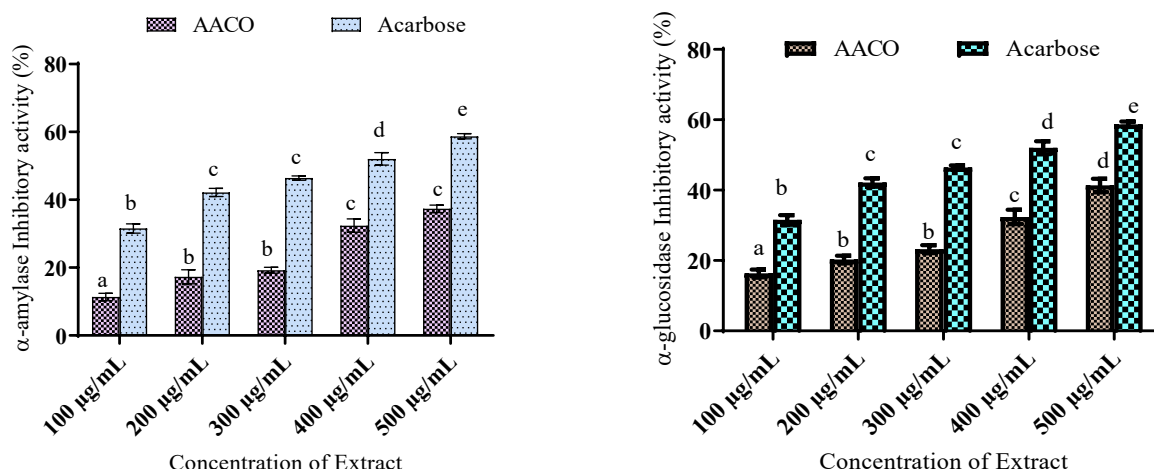 AACO Acarbose
α-amylase Inhibitory activity (%)
80
60
40
20
0
a b b c b c c d c e
100 µg/mL
200 µg/mL
300 µg/mL
400 µg/mL
500 µg/mL
Concentration of Extract
AACO Acarbose
α-glucosidase Inhibitory activity (%)
80
60
40
20
0
a b b c b c c d d e
100 µg/mL
200 µg/mL
300 µg/mL
400 µg/mL
500 µg/mL
Concentration of Extract